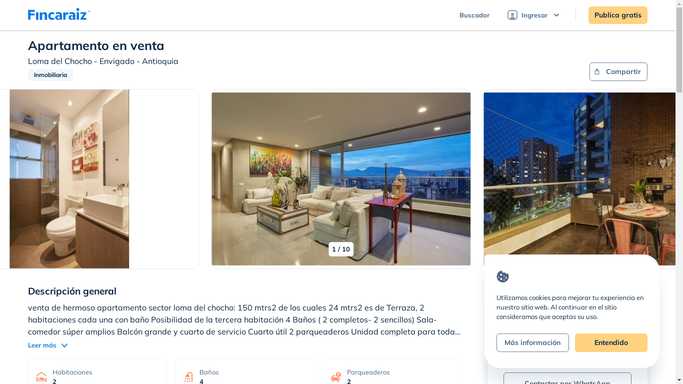 Fincaraiz
Buscador
Ingresar
Publica gratis
Apartamento en venta
Loma del Chocho - Envigado - Antioquia
Inmobiliaria
Compartir
1 / 10
Descripción general
venta de hermoso apartamento sector loma del chocho: 150 mtrs2 de los cuales 24 mtrs2 es de Terraza, 2
habitaciones cada una con baño Posibilidad de la tercera habitación 4 Baños ( 2 completos- 2 sencillos) Sala-
comedor súper amplios Balcón grande y cuarto de servicio Cuarto útil 2 parqueaderos Unidad completa para toda...
Leer más
Habitaciones
2
Baños
4
Parqueaderos
2
Utilizamos cookies para mejorar tu experiencia en
nuestro sitio web. Al continuar en el sitio
consideramos que aceptas su uso.
Más información
Entendido
Contactar por WhatsApp